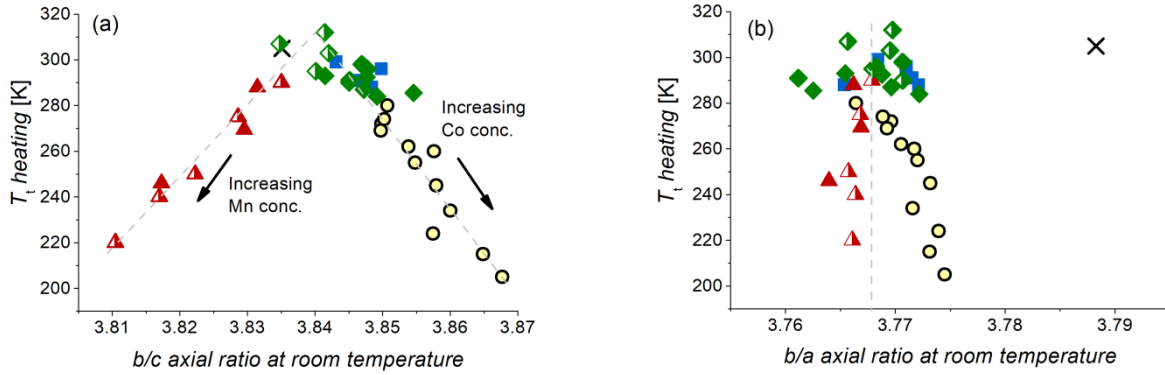 (a)
T_t heating [K]
320
300
280
260
240
220
200
Increasing
Co conc.
Increasing
Mn conc.
3.81 3.82 3.83 3.84 3.85 3.86 3.87
b/c axial ratio at room temperature
(b)
T_t heating [K]
320
300
280
260
240
220
200
3.76 3.77 3.78 3.79
b/a axial ratio at room temperature